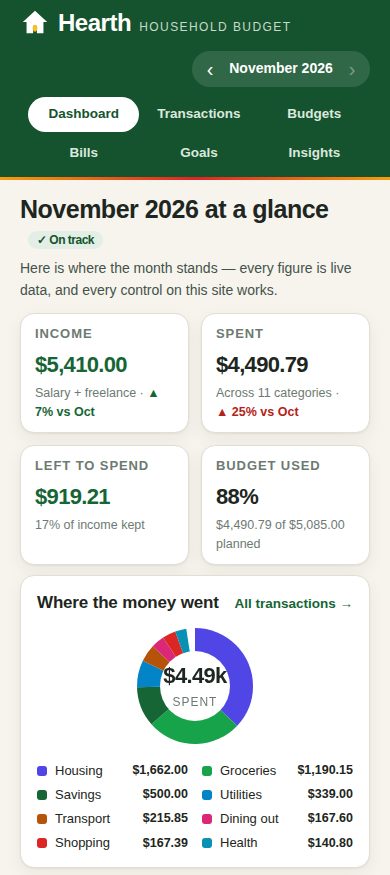 Hearth HOUSEHOLD BUDGET
‹ November 2026 ›
Dashboard Transactions Budgets
Bills Goals Insights
November 2026 at a glance
✓ On track
Here is where the month stands — every figure is live
data, and every control on this site works.
INCOME
$5,410.00
Salary + freelance · ▲
7% vs Oct
SPENT
$4,490.79
Across 11 categories ·
▲ 25% vs Oct
LEFT TO SPEND
$919.21
17% of income kept
BUDGET USED
88%
$4,490.79 of $5,085.00
planned
Where the money went All transactions →
$4.49k
SPENT
Housing $1,662.00 Groceries $1,190.15
Savings $500.00 Utilities $339.00
Transport $215.85 Dining out $167.60
Shopping $167.39 Health $140.80